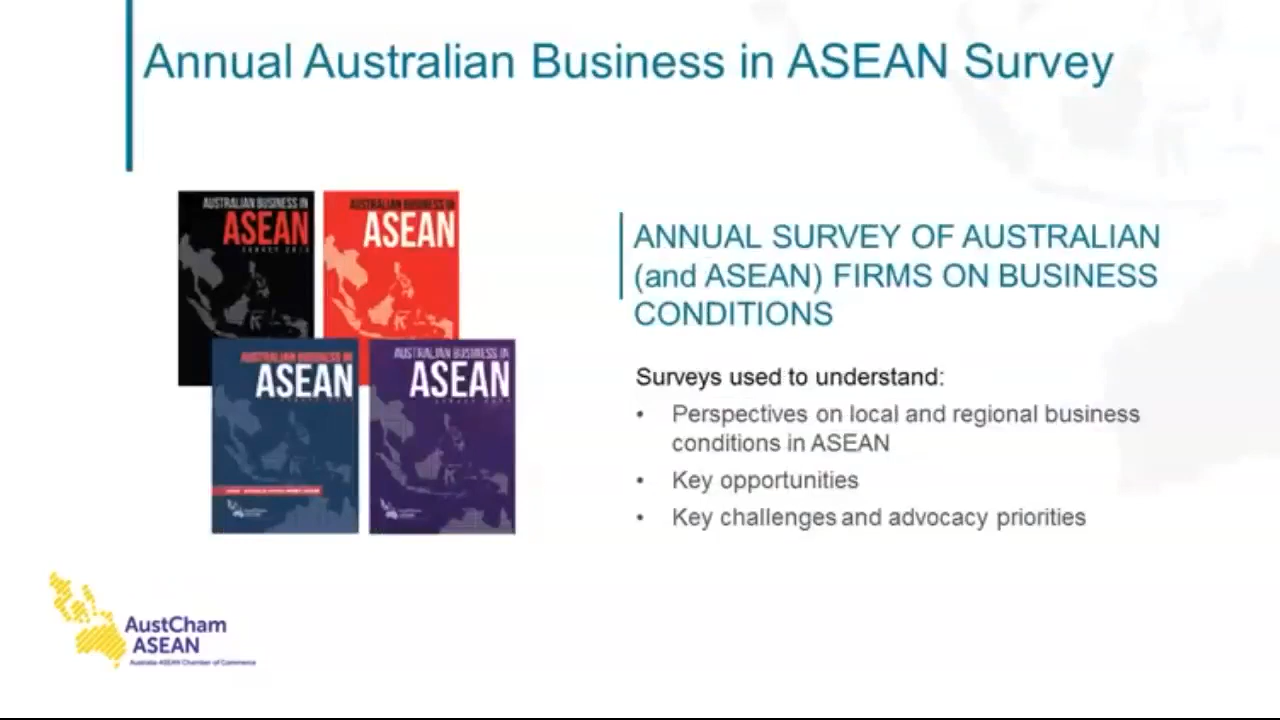 Annual Australian Business in ASEAN Survey
AUSTRALIAN BUSINESS IN
ASEAN
AUSTRALIAN BUSINESS IN
ASEAN
AUSTRALIAN BUSINESS IN
ASEAN
AUSTRALIAN BUSINESS IN
ASEAN
ANNUAL SURVEY OF AUSTRALIAN
(and ASEAN) FIRMS ON BUSINESS
CONDITIONS
Surveys used to understand:
• Perspectives on local and regional business
conditions in ASEAN
• Key opportunities
• Key challenges and advocacy priorities
AustCham
ASEAN
Australia-ASEAN Chamber of Commerce